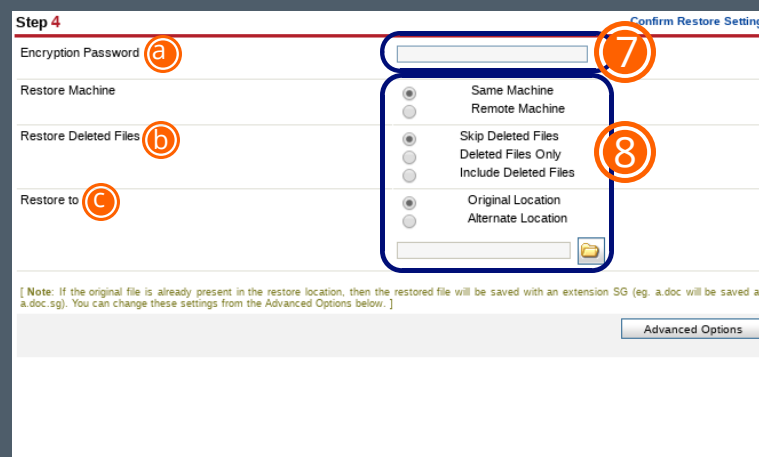 Step 4
Confirm Restore Setting
Encryption Password a
7
Restore Machine
Same Machine
Remote Machine
Restore Deleted Files b
Skip Deleted Files
Deleted Files Only
Include Deleted Files
8
Restore to c
Original Location
Alternate Location
[ Note: If the original file is already present in the restore location, then the restored file will be saved with an extension SG (eg. a.doc will be saved a
a.doc.sg). You can change these settings from the Advanced Options below. ]
Advanced Options